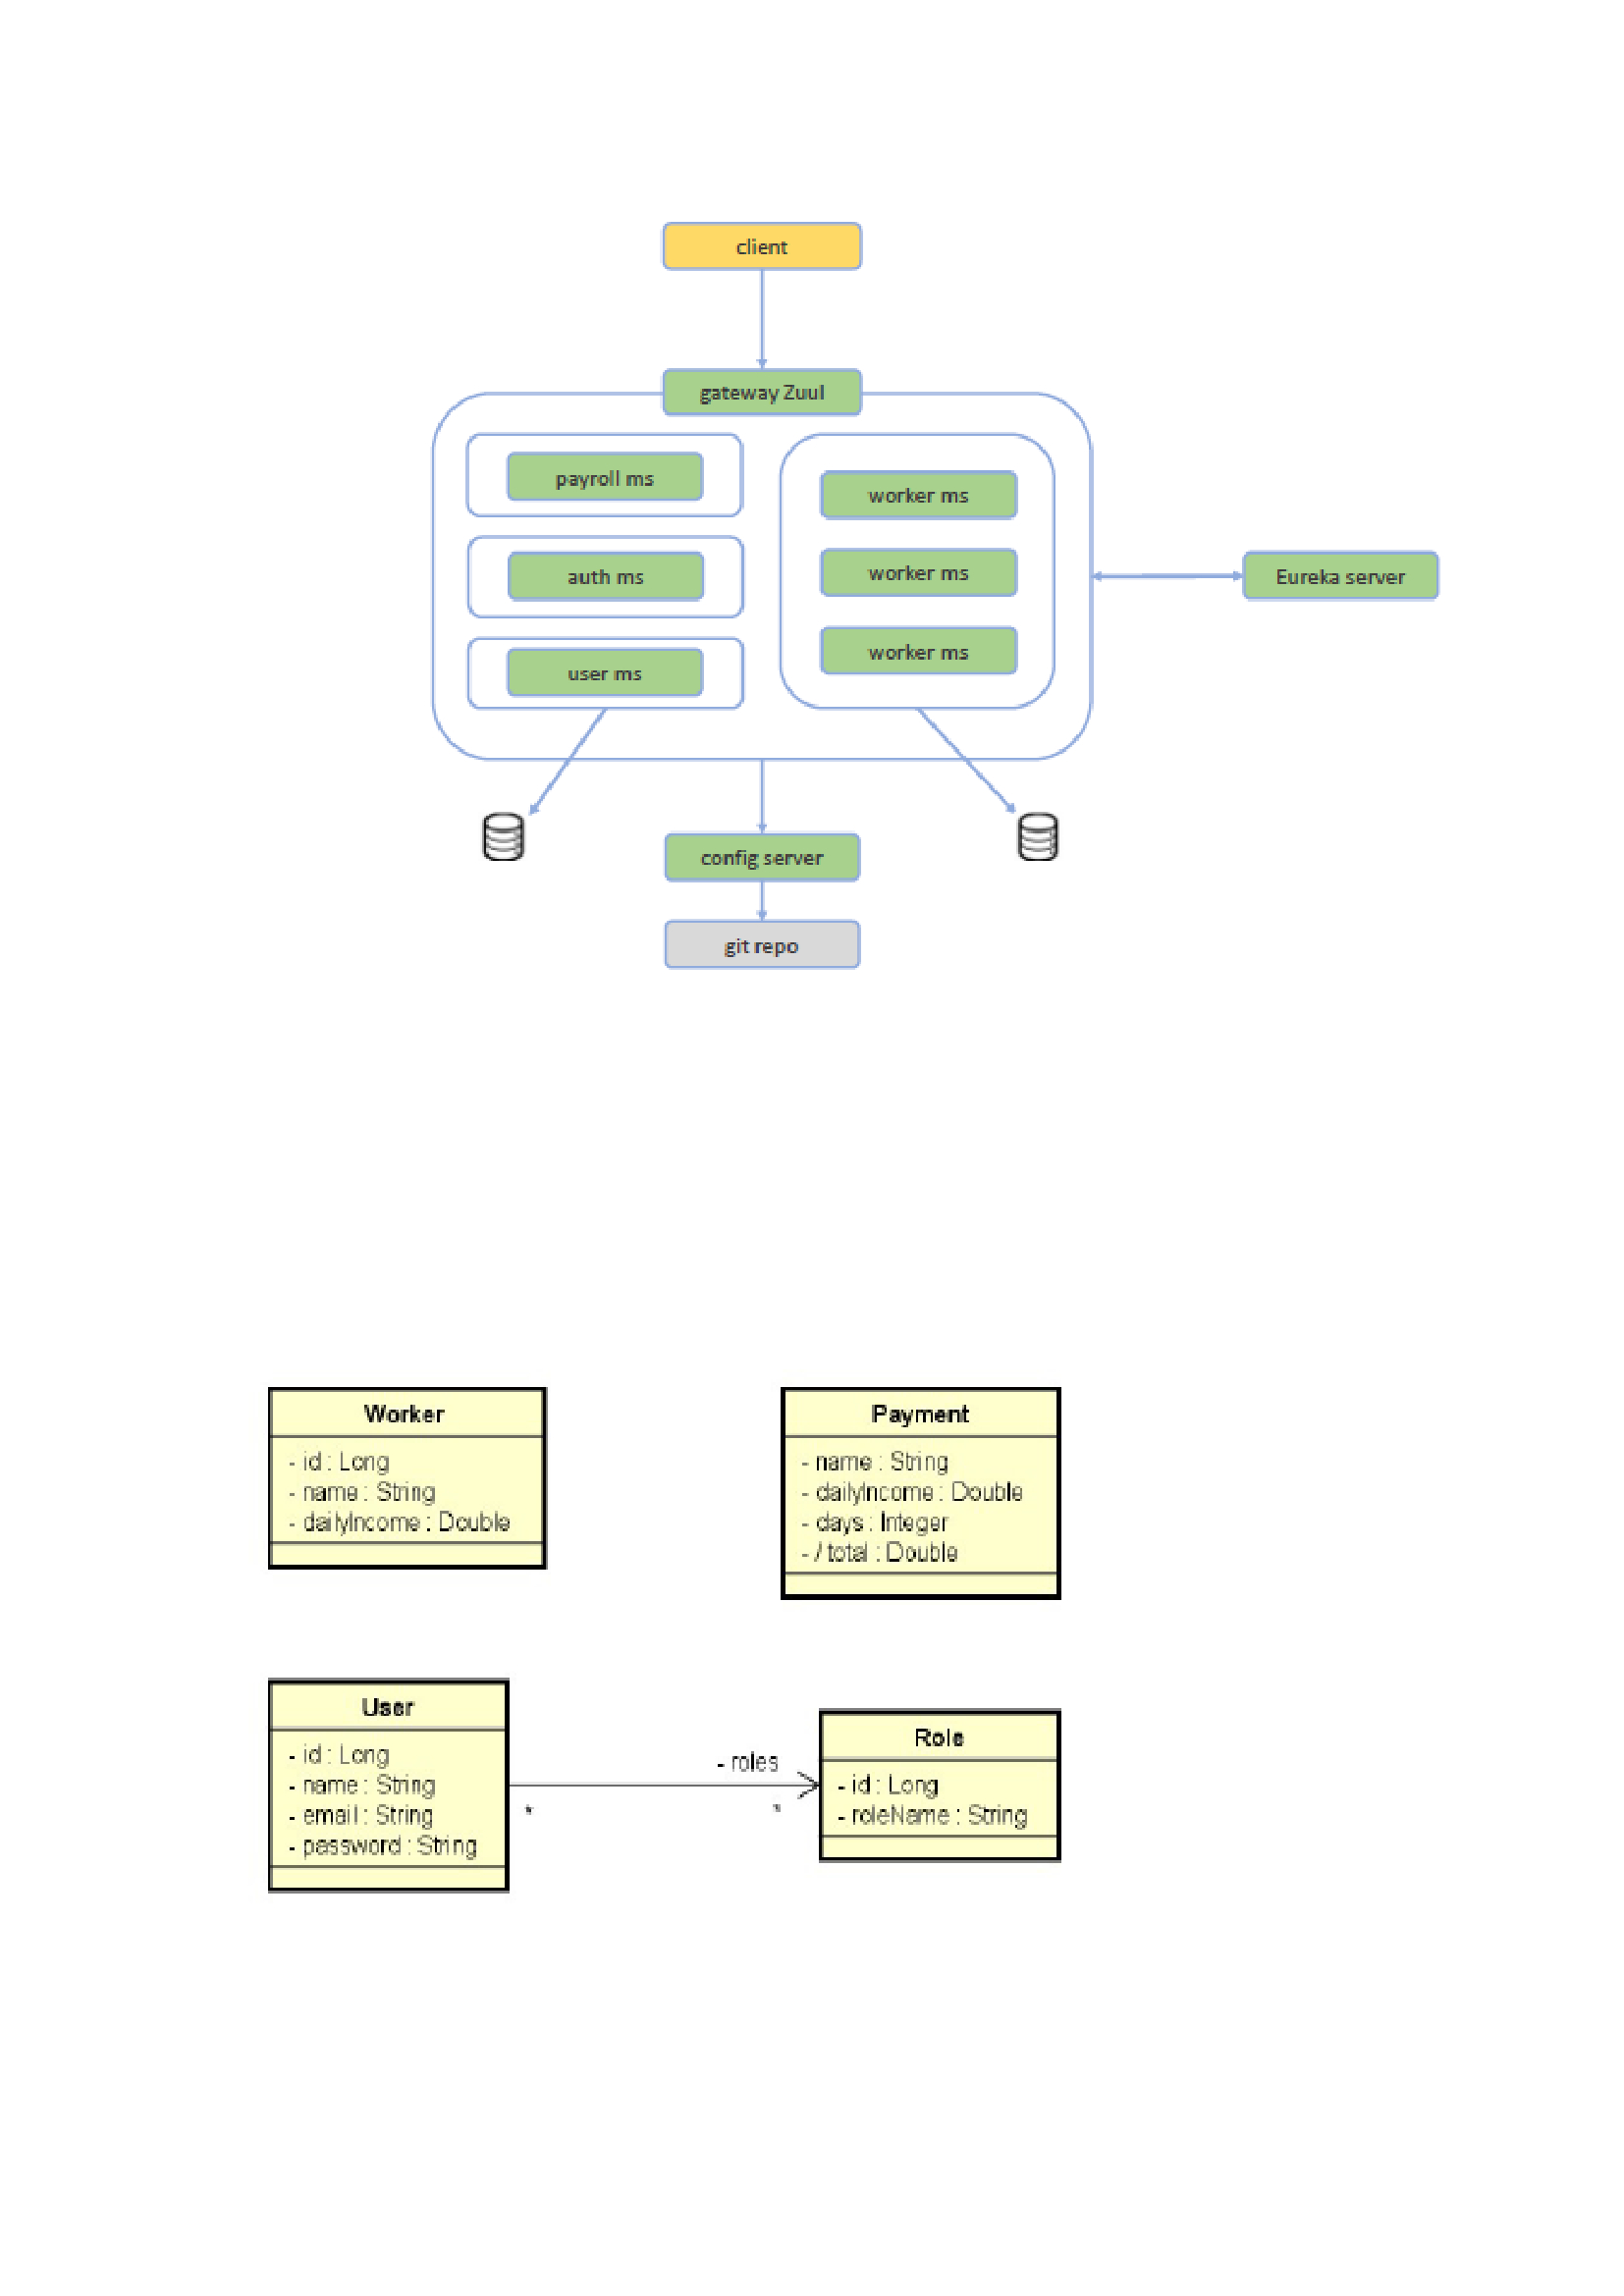 client
gateway Zuul
payroll ms
worker ms
auth ms
worker ms
Eureka server
user ms
worker ms
config server
git repo
Worker
- id : Long
- name : String
- dailyIncome : Double
Payment
- name : String
- dailyIncome : Double
- days : Integer
- / total : Double
User
- id : Long
- name : String
- email : String
- password : String
- roles
*
*
Role
- id : Long
- roleName : String